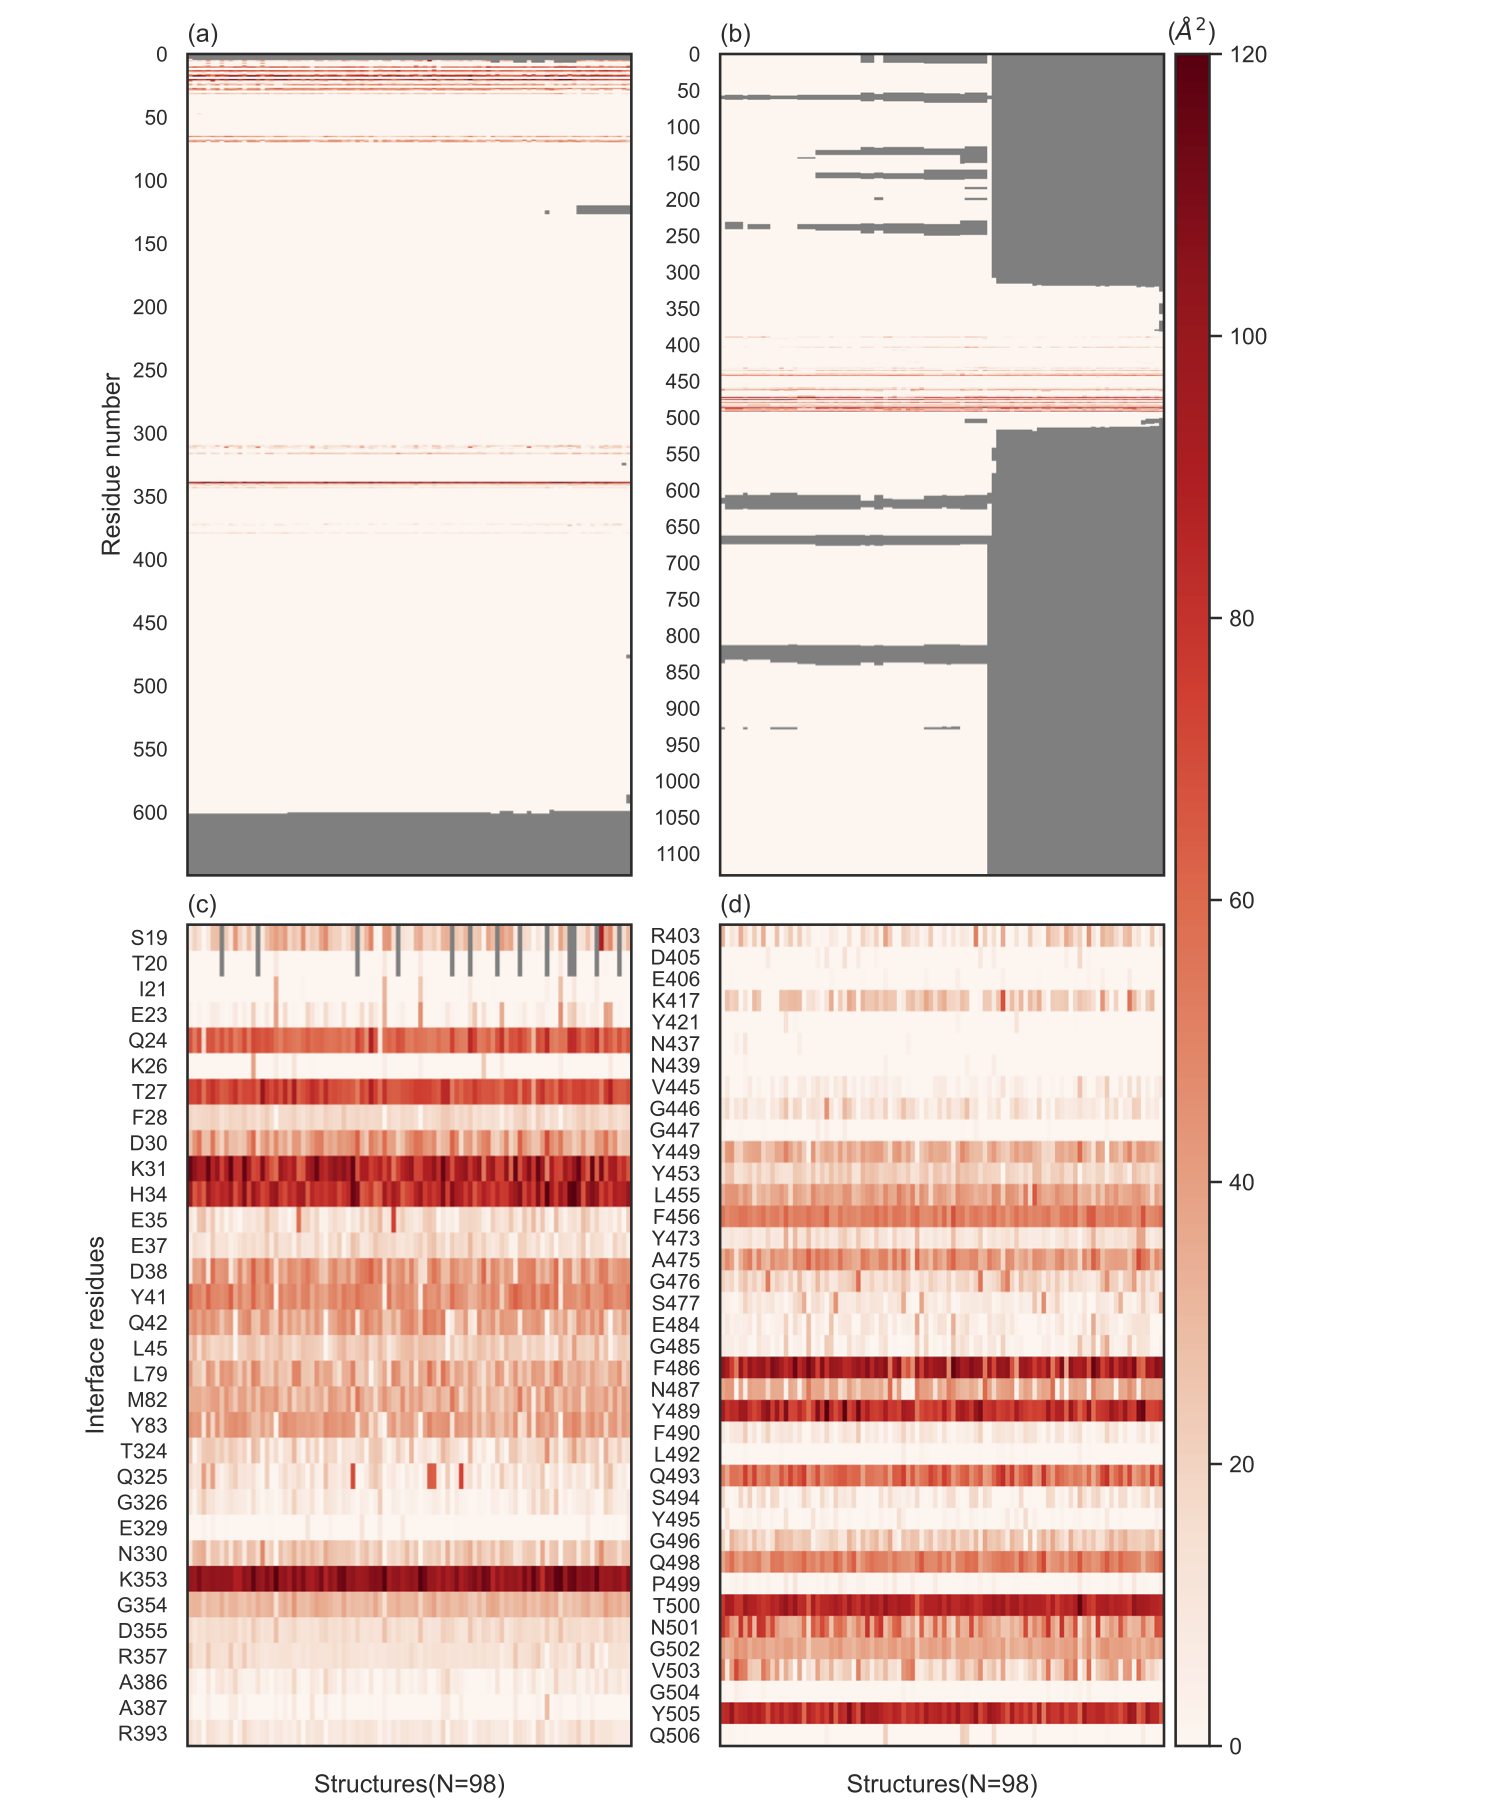 (a)
(b)
(Å²)
0
50
100
150
200
250
300
350
400
450
500
550
600
Residue number
0
50
100
150
200
250
300
350
400
450
500
550
600
650
700
750
800
850
900
950
1000
1050
1100
120
100
80
60
40
20
0
(c)
(d)
S19
T20
I21
E23
Q24
K26
T27
F28
D30
K31
H34
E35
E37
D38
Y41
Q42
L45
L79
M82
Y83
T324
Q325
G326
E329
N330
K353
G354
D355
R357
A386
A387
R393
Interface residues
R403
D405
E406
K417
Y421
N437
N439
V445
G446
G447
Y449
Y453
L455
F456
Y473
A475
G476
S477
E484
G485
F486
N487
Y489
F490
L492
Q493
S494
Y495
G496
Q498
P499
T500
N501
G502
V503
G504
Y505
Q506
Structures(N=98)
Structures(N=98)